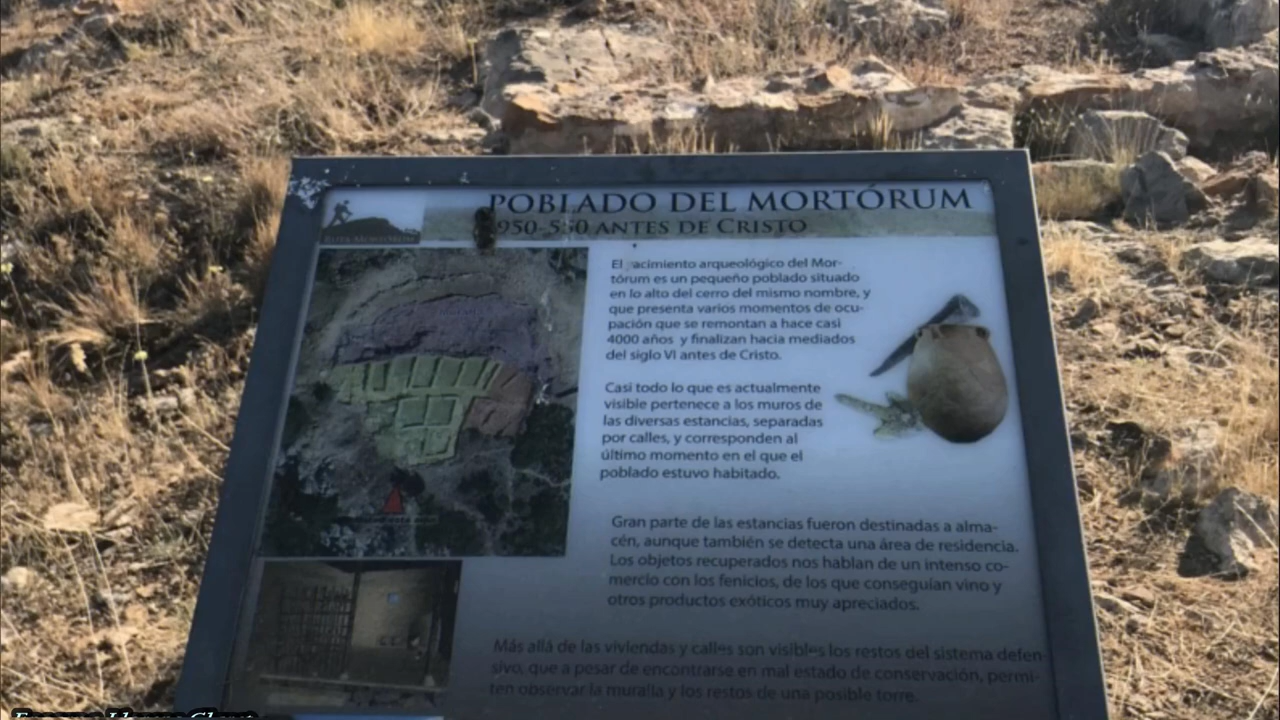 POBLADO DEL MORTÓRUM
ANTES DE CRISTO
RUTA MORTÓRUM
El yacimiento arqueológico del Mor-
tórum es un pequeño poblado situado
en lo alto del cerro del mismo nombre, y
que presenta varios momentos de ocu-
pación que se remontan a hace casi
4000 años y finalizan hacia mediados
del siglo VI antes de Cristo.
Casi todo lo que es actualmente
visible pertenece a los muros de
las diversas estancias, separadas
por calles, y corresponden al
último momento en el que el
poblado estuvo habitado.
Gran parte de las estancias fueron destinadas a alma-
cén, aunque también se detecta una área de residencia.
Los objetos recuperados nos hablan de un intenso co-
mercio con los fenicios, de los que conseguían vino y
otros productos exóticos muy apreciados.
Más allá de las viviendas y calles son visibles los restos del sistema defen-
sivo, que a pesar de encontrarse en mal estado de conservación, permi-
ten observar la muralla y los restos de una posible torre.